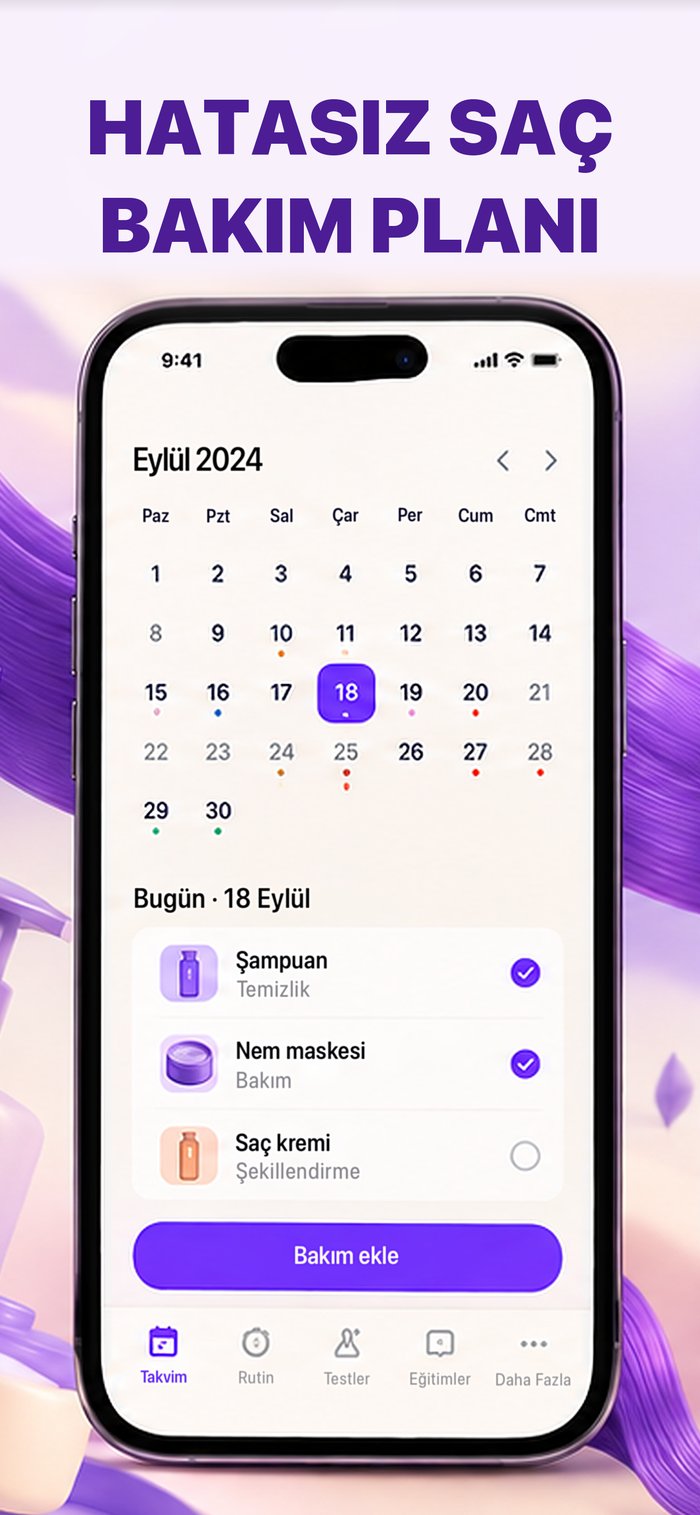 HATASIZ SAÇ
BAKIM PLANI
9:41
Eylül 2024
Paz Pzt Sal Çar Per Cum Cmt
1 2 3 4 5 6 7
8 9 10 11 12 13 14
15 16 17 18 19 20 21
22 23 24 25 26 27 28
29 30
Bugün · 18 Eylül
Şampuan
Temizlik
Nem maskesi
Bakım
Saç kremi
Şekillendirme
Bakım ekle
Takvim Rutin Testler Eğitimler Daha Fazla